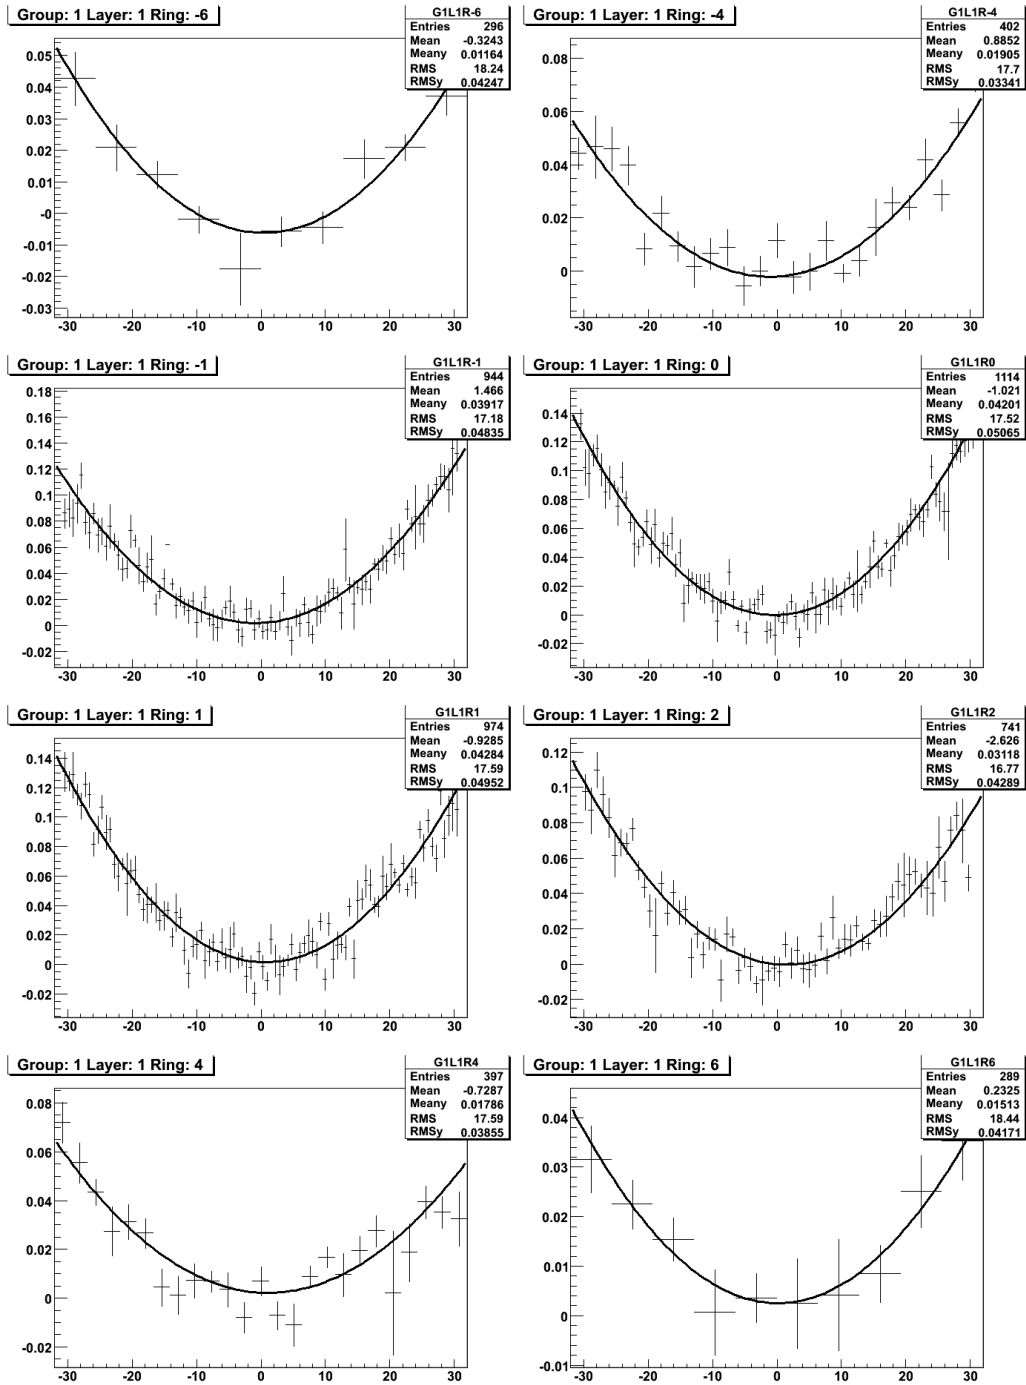 Group: 1 Layer: 1 Ring: -6
G1L1R-6
Entries 296
Mean -0.3243
Meany 0.01164
RMS 18.24
RMSy 0.04247
0.05
0.04
0.03
0.02
0.01
-0
-0.01
-0.02
-0.03
-30 -20 -10 0 10 20 30
Group: 1 Layer: 1 Ring: -4
G1L1R-4
Entries 402
Mean 0.8852
Meany 0.01905
RMS 17.7
RMSy 0.03341
0.08
0.06
0.04
0.02
0
-30 -20 -10 0 10 20 30
Group: 1 Layer: 1 Ring: -1
G1L1R-1
Entries 944
Mean 1.466
Meany 0.03917
RMS 17.18
RMSy 0.04835
0.18
0.16
0.14
0.12
0.1
0.08
0.06
0.04
0.02
0
-0.02
-30 -20 -10 0 10 20 30
Group: 1 Layer: 1 Ring: 0
G1L1R0
Entries 1114
Mean -1.021
Meany 0.04201
RMS 17.52
RMSy 0.05065
0.14
0.12
0.1
0.08
0.06
0.04
0.02
0
-0.02
-30 -20 -10 0 10 20 30
Group: 1 Layer: 1 Ring: 1
G1L1R1
Entries 974
Mean -0.9285
Meany 0.04284
RMS 17.59
RMSy 0.04952
0.14
0.12
0.1
0.08
0.06
0.04
0.02
0
-0.02
-30 -20 -10 0 10 20 30
Group: 1 Layer: 1 Ring: 2
G1L1R2
Entries 741
Mean -2.626
Meany 0.03118
RMS 16.77
RMSy 0.04289
0.12
0.1
0.08
0.06
0.04
0.02
0
-0.02
-30 -20 -10 0 10 20 30
Group: 1 Layer: 1 Ring: 4
G1L1R4
Entries 397
Mean -0.7287
Meany 0.01786
RMS 17.59
RMSy 0.03855
0.08
0.06
0.04
0.02
0
-0.02
-30 -20 -10 0 10 20 30
Group: 1 Layer: 1 Ring: 6
G1L1R6
Entries 289
Mean 0.2325
Meany 0.01513
RMS 18.44
RMSy 0.04171
0.04
0.03
0.02
0.01
0
-0.01
-30 -20 -10 0 10 20 30